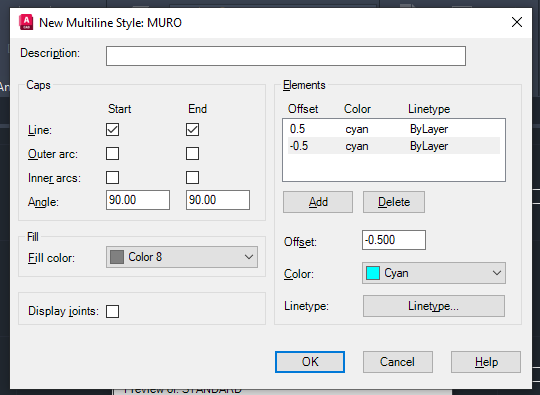 New Multiline Style: MURO
Description:
Caps
Start End
Line:
Outer arc:
Inner arcs:
Angle: 90.00 90.00
Fill
Fill color: Color 8
Display joints:
Elements
Offset Color Linetype
0.5 cyan ByLayer
-0.5 cyan ByLayer
Add Delete
Offset: -0.500
Color: Cyan
Linetype: Linetype...
OK Cancel Help
Preview of: STANDARD